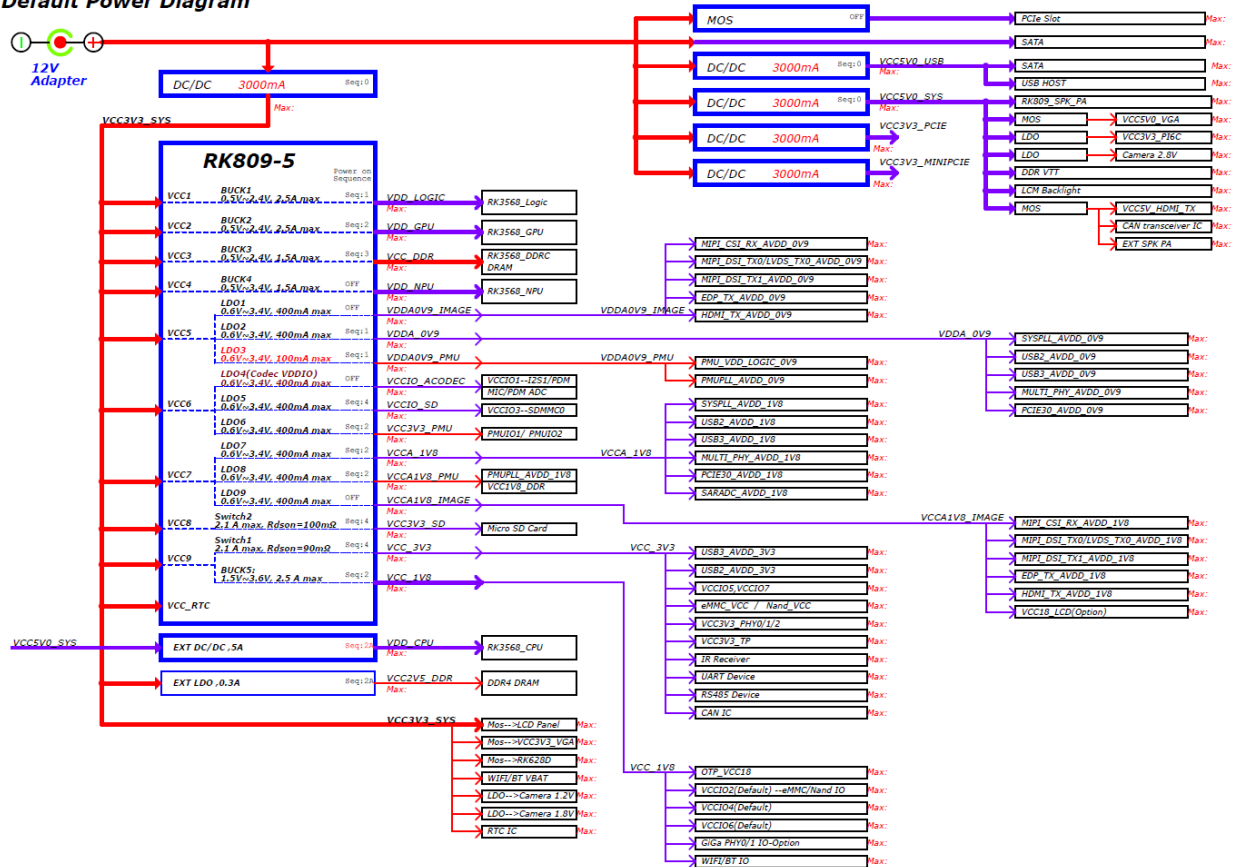 Default Power Diagram
12V
Adapter
DC/DC 3000mA Seq:0
Max:
VCC3V3_SYS
MOS OFF
PCIe Slot Max:
SATA Max:
DC/DC 3000mA Seq:0
VCC5V0_USB
Max:
SATA Max:
USB HOST Max:
DC/DC 3000mA Seq:0
VCC5V0_SYS
Max:
RK809_SPK_PA Max:
MOS VCC5V0_VGA Max:
LDO VCC3V3_PI6C Max:
LDO Camera 2.8V Max:
DDR VTT Max:
LCM Backlight Max:
MOS VCC5V_HDMI_TX Max:
CAN transceiver IC Max:
EXT SPK PA Max:
DC/DC 3000mA
VCC3V3_PCIE
Max:
DC/DC 3000mA
VCC3V3_MINIPCIE
Max:
RK809-5
Power on
Sequence
VCC1
BUCK1
0.5V~2.4V, 2.5A max
Seq:1
VDD_LOGIC
Max:
RK3568_Logic
VCC2
BUCK2
0.5V~2.4V, 2.5A max
Seq:2
VDD_GPU
Max:
RK3568_GPU
VCC3
BUCK3
0.5V~2.4V, 1.5A max
Seq:3
VCC_DDR
Max:
RK3568_DDRC
DRAM
VCC4
BUCK4
0.5V~3.4V, 1.5A max
OFF
VDD_NPU
Max:
RK3568_NPU
VCC5
LDO1
0.6V~3.4V, 400mA max
OFF
VDDA0V9_IMAGE
Max:
LDO2
0.6V~3.4V, 400mA max
Seq:1
VDDA_0V9
Max:
LDO3
0.6V~3.4V, 100mA max
Seq:1
VDDA0V9_PMU
Max:
VCC6
LDO4(Codec VDDIO)
0.6V~3.4V, 400mA max
OFF
VCCIO_ACODEC
Max:
VCCIO1--I2S1/PDM
MIC/PDM ADC
LDO5
0.6V~3.4V, 400mA max
Seq:4
VCCIO_SD
Max:
VCCIO3--SDMMC0
LDO6
0.6V~3.4V, 400mA max
Seq:2
VCC3V3_PMU
Max:
PMUIO1/ PMUIO2
VCC7
LDO7
0.6V~3.4V, 400mA max
Seq:2
VCCA_1V8
Max:
LDO8
0.6V~3.4V, 400mA max
Seq:2
VCCA1V8_PMU
Max:
PMUPLL_AVDD_1V8
VCC1V8_DDR
LDO9
0.6V~3.4V, 400mA max
OFF
VCCA1V8_IMAGE
Max:
VCC8
Switch2
2.1 A max, Rdson=100mΩ
Seq:4
VCC3V3_SD
Max:
Micro SD Card
VCC9
Switch1
2.1 A max, Rdson=90mΩ
Seq:4
VCC_3V3
Max:
BUCK5:
1.5V~3.6V, 2.5 A max
Seq:2
VCC_1V8
Max:
VCC_RTC
VCC5V0_SYS
EXT DC/DC ,5A Seq:2A
VDD_CPU
Max:
RK3568_CPU
EXT LDO ,0.3A Seq:2A
VCC2V5_DDR
Max:
DDR4 DRAM
VCC3V3_SYS
Mos-->LCD Panel Max:
Mos-->VCC3V3_VGA Max:
Mos-->RK628D Max:
WIFI/BT VBAT Max:
LDO-->Camera 1.2V Max:
LDO-->Camera 1.8V Max:
RTC IC Max:
VDDA0V9_IMAGE
MIPI_CSI_RX_AVDD_0V9 Max:
MIPI_DSI_TX0/LVDS_TX0_AVDD_0V9 Max:
MIPI_DSI_TX1_AVDD_0V9 Max:
EDP_TX_AVDD_0V9 Max:
HDMI_TX_AVDD_0V9 Max:
VDDA_0V9
SYSPLL_AVDD_0V9 Max:
USB2_AVDD_0V9 Max:
USB3_AVDD_0V9 Max:
MULTI_PHY_AVDD_0V9 Max:
PCIE30_AVDD_0V9 Max:
VDDA0V9_PMU
PMU_VDD_LOGIC_0V9 Max:
PMUPLL_AVDD_0V9 Max:
VCCA_1V8
SYSPLL_AVDD_1V8 Max:
USB2_AVDD_1V8 Max:
USB3_AVDD_1V8 Max:
MULTI_PHY_AVDD_1V8 Max:
PCIE30_AVDD_1V8 Max:
SARADC_AVDD_1V8 Max:
VCCA1V8_IMAGE
MIPI_CSI_RX_AVDD_1V8 Max:
MIPI_DSI_TX0/LVDS_TX0_AVDD_1V8 Max:
MIPI_DSI_TX1_AVDD_1V8 Max:
EDP_TX_AVDD_1V8 Max:
HDMI_TX_AVDD_1V8 Max:
VCC18_LCD(Option) Max:
VCC_3V3
USB3_AVDD_3V3 Max:
USB2_AVDD_3V3 Max:
VCCIO5,VCCIO7 Max:
eMMC_VCC / Nand_VCC Max:
VCC3V3_PHY0/1/2 Max:
VCC3V3_TP Max:
IR Receiver Max:
UART Device Max:
RS485 Device Max:
CAN IC Max:
VCC_1V8
OTP_VCC18 Max:
VCCIO2(Default) --eMMC/Nand IO Max:
VCCIO4(Default) Max:
VCCIO6(Default) Max:
GiGa PHY0/1 IO-Option Max:
WIFI/BT IO Max: